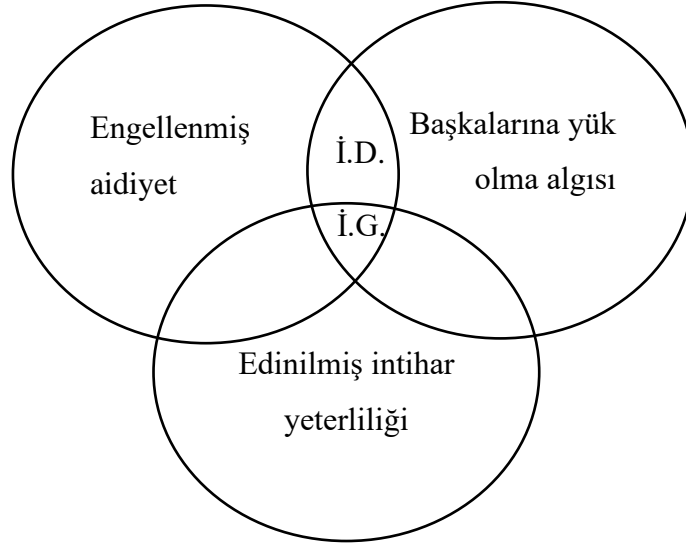 Engellenmiş
aidiyet
Başkalarına yük
olma algısı
İ.D.
İ.G.
Edinilmiş intihar
yeterliliği